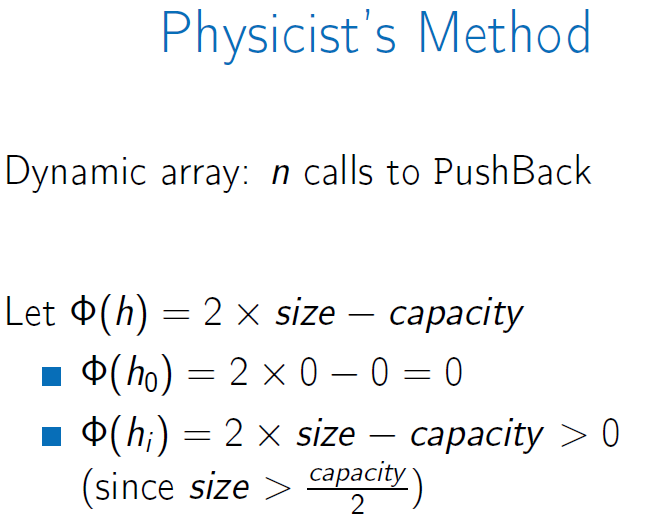 Physicist's Method
Dynamic array: n calls to PushBack
Let Φ(h) = 2 × size − capacity
■ Φ(h₀) = 2 × 0 − 0 = 0
■ Φ(hᵢ) = 2 × size − capacity > 0
(since size > capacity/2)